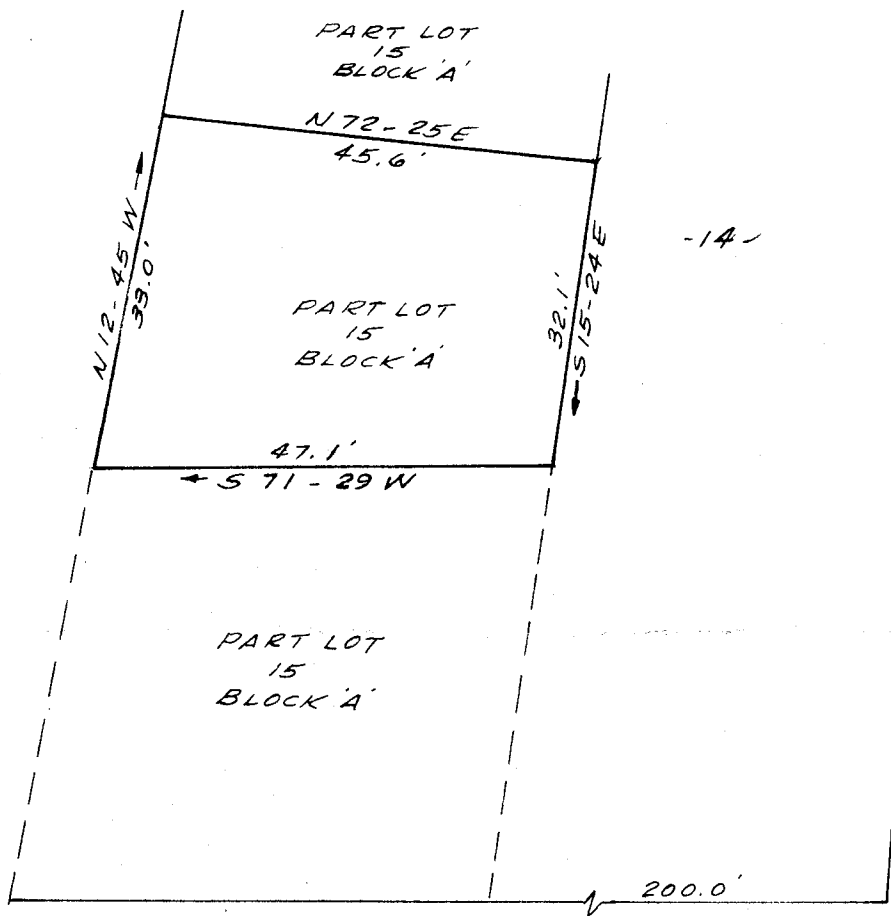 PART LOT
15
BLOCK 'A'
N 72 - 25 E
45.6'
N 12 - 45 W
33.0'
32.1'
S 15 - 24 E
-14-
PART LOT
15
BLOCK 'A'
47.1'
S 71 - 29 W
PART LOT
15
BLOCK 'A'
200.0'